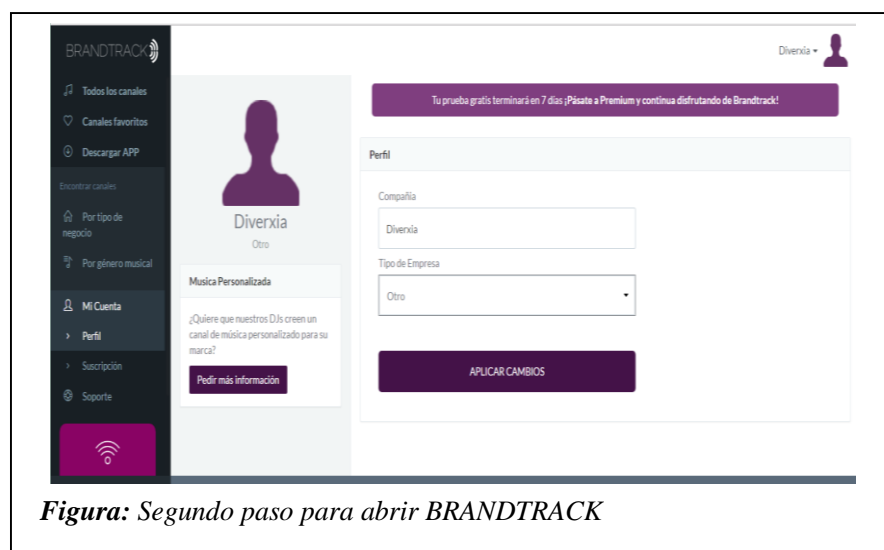 BRANDTRACK
Diverxia
Todos los canales
Canales favoritos
Descargar APP
Encontrar canales
Por tipo de
negocio
Por género musical
Mi Cuenta
Perfil
Suscripción
Soporte
Diverxia
Otro
Musica Personalizada
¿Quiere que nuestros DJs creen un
canal de música personalizado para su
marca?
Pedir más información
Tu prueba gratis terminará en 7 días ¡Pásate a Premium y continua disfrutando de Brandtrack!
Perfil
Compañia
Diverxia
Tipo de Empresa
Otro
APLICAR CAMBIOS
Figura: Segundo paso para abrir BRANDTRACK